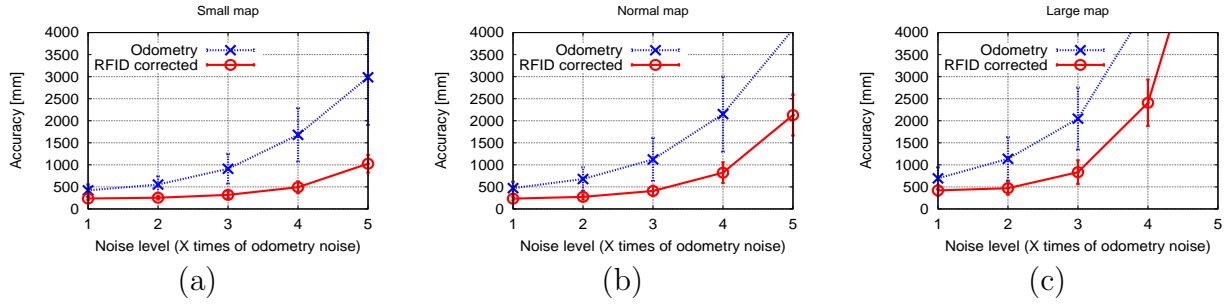 Small map
Accuracy [mm]
4000
3500
3000
2500
2000
1500
1000
500
0
Odometry
RFID corrected
1 2 3 4 5
Noise level (X times of odometry noise)
(a)
Normal map
Accuracy [mm]
4000
3500
3000
2500
2000
1500
1000
500
0
Odometry
RFID corrected
1 2 3 4 5
Noise level (X times of odometry noise)
(b)
Large map
Accuracy [mm]
4000
3500
3000
2500
2000
1500
1000
500
0
Odometry
RFID corrected
1 2 3 4 5
Noise level (X times of odometry noise)
(c)